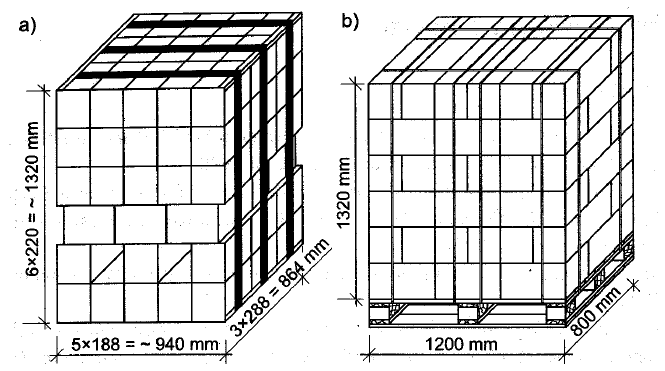 a)
6×220 = ~ 1320 mm
5×188 = ~ 940 mm
3×288 = 864 mm
b)
1320 mm
1200 mm
800 mm